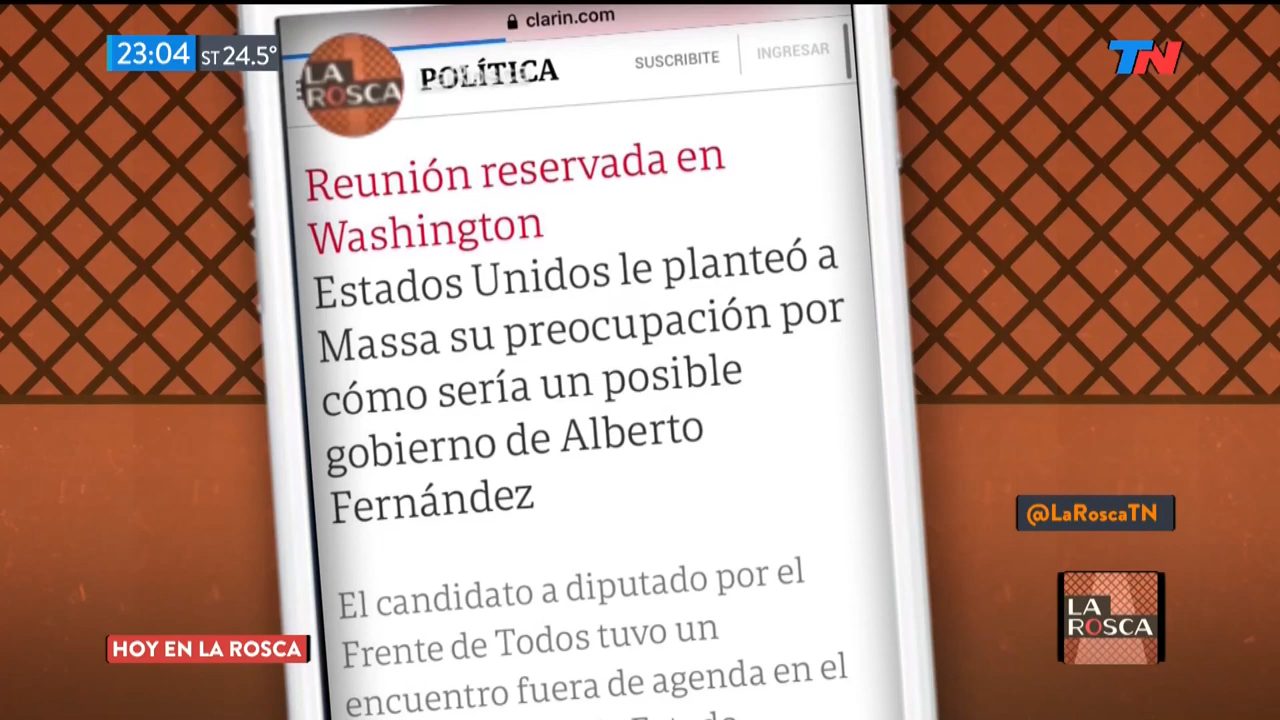 clarin.com
23:04 ST 24.5°
TN
LA
ROSCA
POLÍTICA
SUSCRIBITE
INGRESAR
Reunión reservada en
Washington
Estados Unidos le planteó a
Massa su preocupación por
cómo sería un posible
gobierno de Alberto
Fernández
El candidato a diputado por el
Frente de Todos tuvo un
encuentro fuera de agenda en el
@LaRoscaTN
LA
ROSCA
HOY EN LA ROSCA